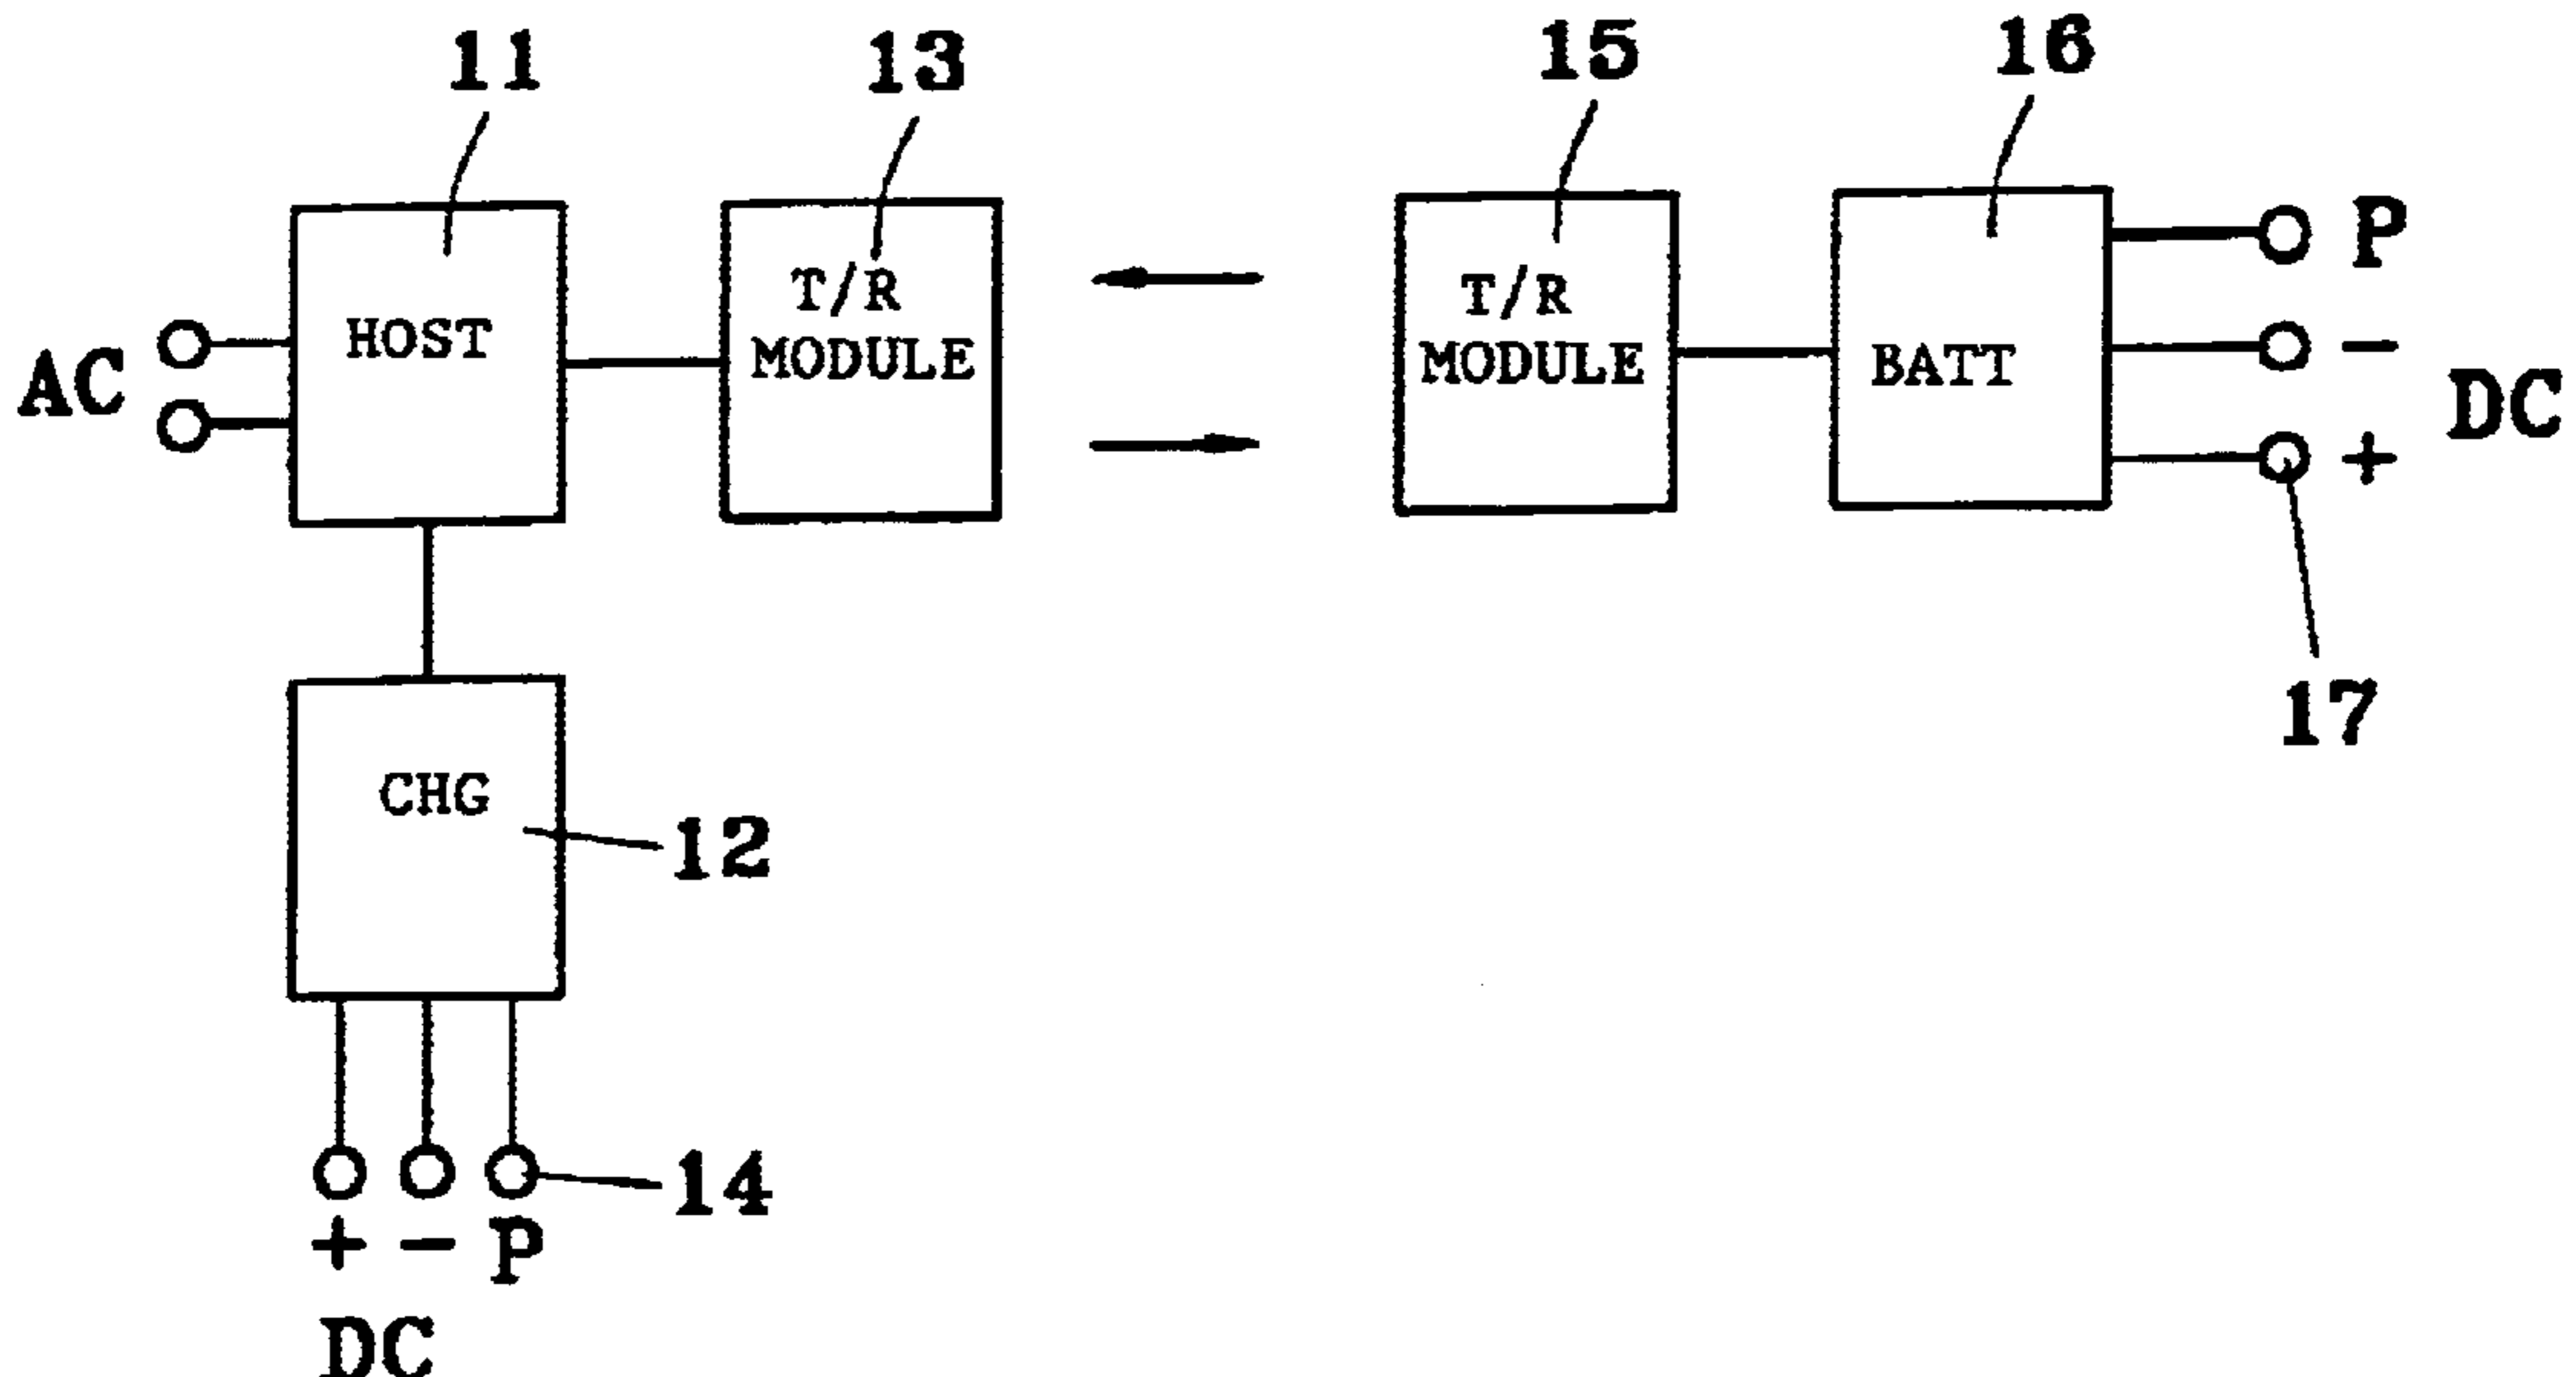 11
13
15
16
HOST
T/R
MODULE
T/R
MODULE
BATT
P
-
+
DC
AC
17
CHG
12
14
+ - P
DC